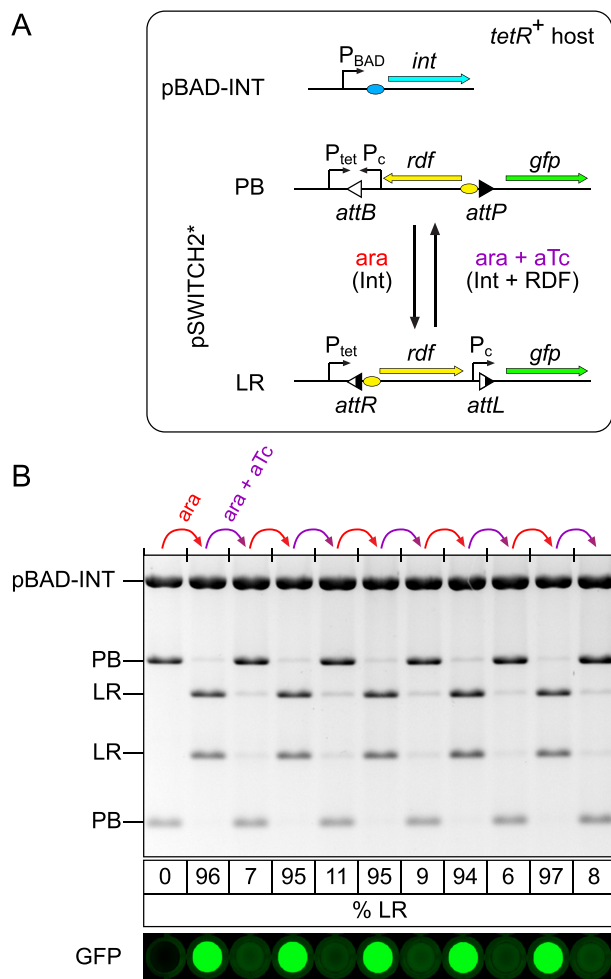 A
tetR+ host
PBAD
int
pBAD-INT
Ptet
Pc
rdf
gfp
PB
attB
attP
ara
(Int)
ara + aTc
(Int + RDF)
pSWITCH2*
Ptet
rdf
Pc
gfp
LR
attR
attL
B
ara
ara + aTc
pBAD-INT
PB
LR
LR
PB
0 96 7 95 11 95 9 94 6 97 8
% LR
GFP